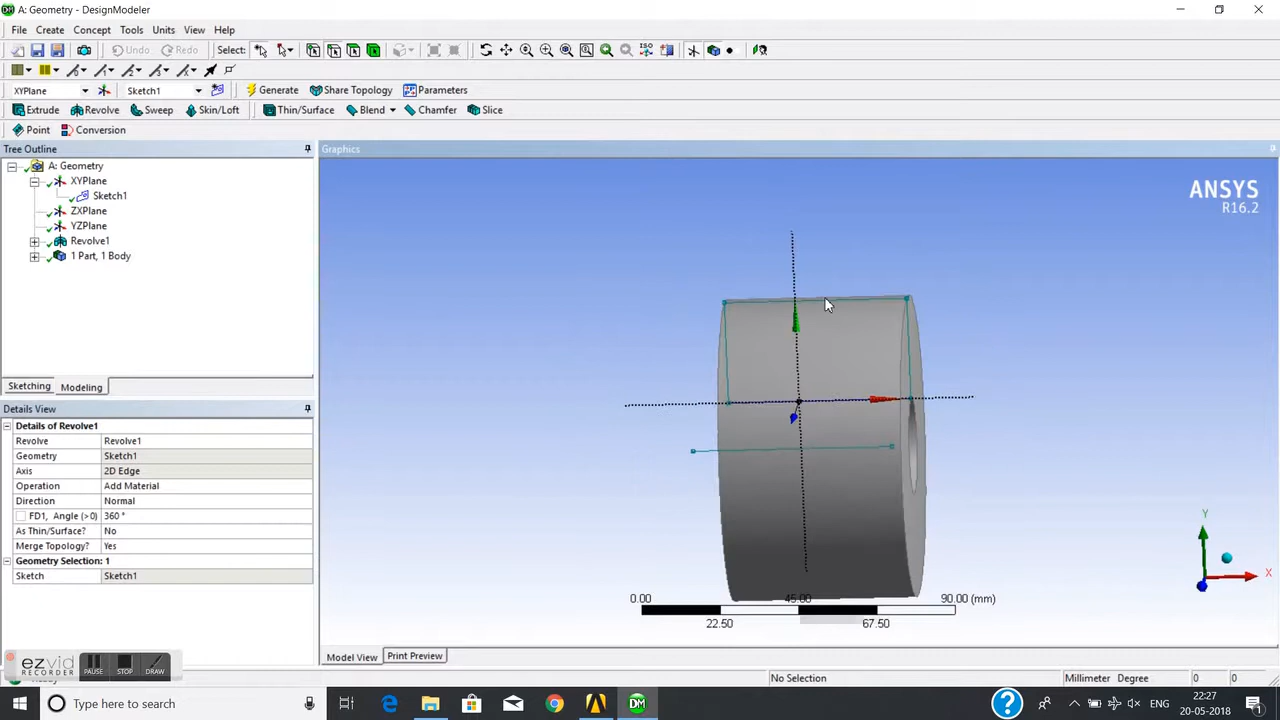 A: Geometry - DesignModeler
File Create Concept Tools Units View Help
Undo Redo Select:
XYPlane Sketch1 Generate Share Topology Parameters
Extrude Revolve Sweep Skin/Loft Thin/Surface Blend Chamfer Slice
Point Conversion
Tree Outline
Graphics
A: Geometry
XYPlane
Sketch1
ZXPlane
YZPlane
Revolve1
1 Part, 1 Body
ANSYS
R16.2
Sketching Modeling
Details View
Details of Revolve1
Revolve Revolve1
Geometry Sketch1
Axis 2D Edge
Operation Add Material
Direction Normal
FD1, Angle (>0) 360 °
As Thin/Surface? No
Merge Topology? Yes
Geometry Selection: 1
Sketch Sketch1
Y
X
0.00 45.00 90.00 (mm)
22.50 67.50
Model View Print Preview
ezvid
RECORDER
PAUSE STOP DRAW
No Selection Millimeter Degree 0 0
Type here to search
ENG
22:27
20-05-2018